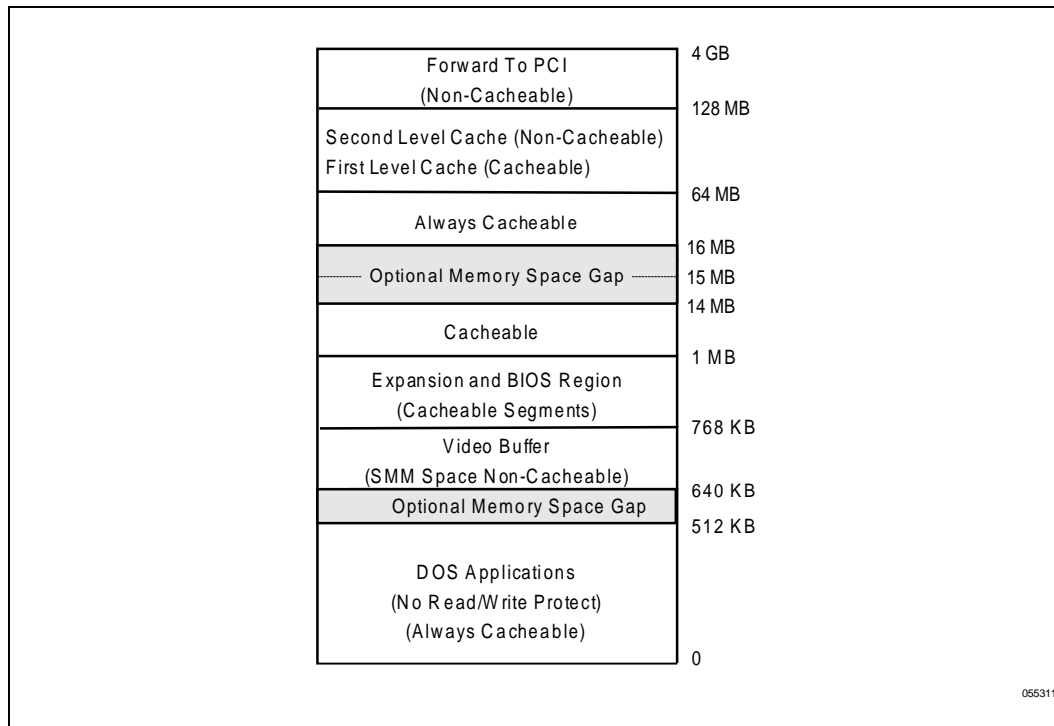 4 GB
Forward To PCI
(Non-Cacheable)
128 MB
Second Level Cache (Non-Cacheable)
First Level Cache (Cacheable)
64 MB
Always Cacheable
16 MB
Optional Memory Space Gap
15 MB
14 MB
Cacheable
1 MB
Expansion and BIOS Region
(Cacheable Segments)
768 KB
Video Buffer
(SMM Space Non-Cacheable)
640 KB
Optional Memory Space Gap
512 KB
DOS Applications
(No Read/Write Protect)
(Always Cacheable)
0
055311